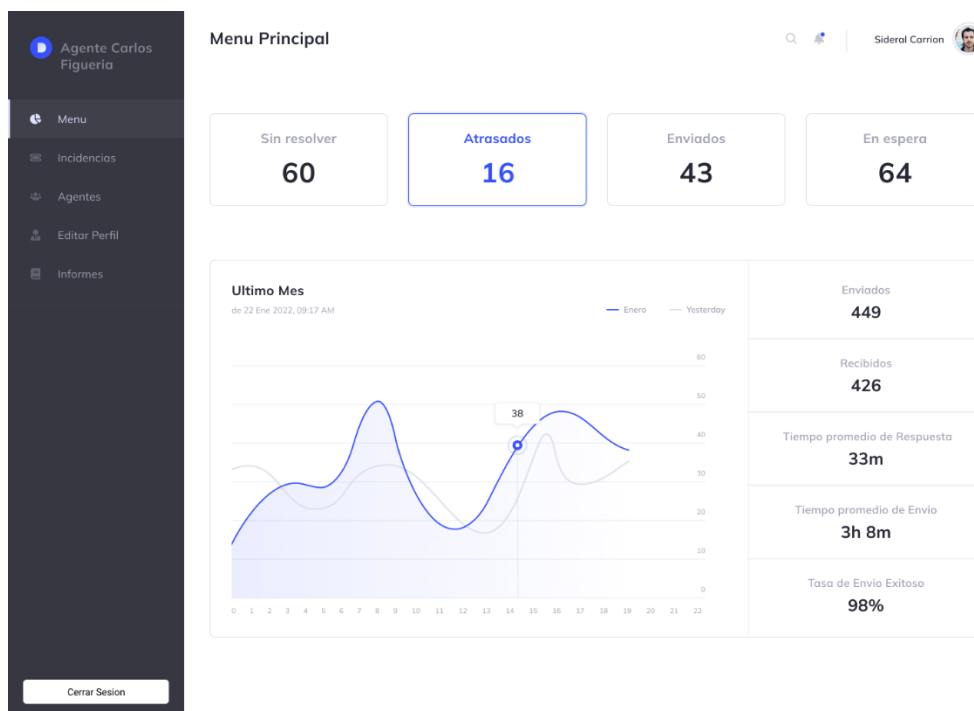 Agente Carlos
Figueria
Menu
Incidencias
Agentes
Editar Perfil
Informes
Cerrar Sesion
Menu Principal
Sideral Carrion
Sin resolver
60
Atrasados
16
Enviados
43
En espera
64
Ultimo Mes
de 22 Ene 2022, 09:17 AM
Enero
Yesterday
60
50
40
30
20
10
0
38
0 1 2 3 4 5 6 7 8 9 10 11 12 13 14 15 16 17 18 19 20 21 22
Enviados
449
Recibidos
426
Tiempo promedio de Respuesta
33m
Tiempo promedio de Envio
3h 8m
Tasa de Envio Exitoso
98%